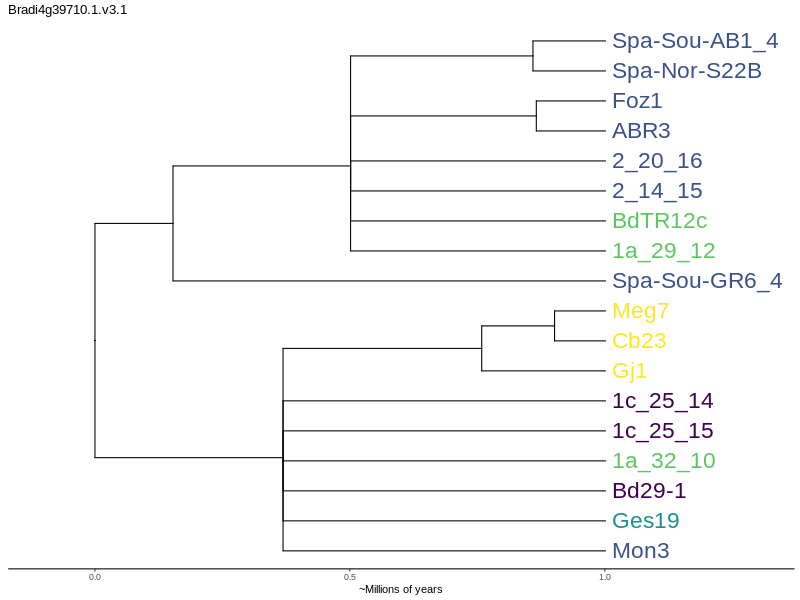 Bradi4g39710.1.v3.1
Spa-Sou-AB1_4
Spa-Nor-S22B
Foz1
ABR3
2_20_16
2_14_15
BdTR12c
1a_29_12
Spa-Sou-GR6_4
Meg7
Cb23
Gj1
1c_25_14
1c_25_15
1a_32_10
Bd29-1
Ges19
Mon3
0.0 0.5 1.0
~Millions of years